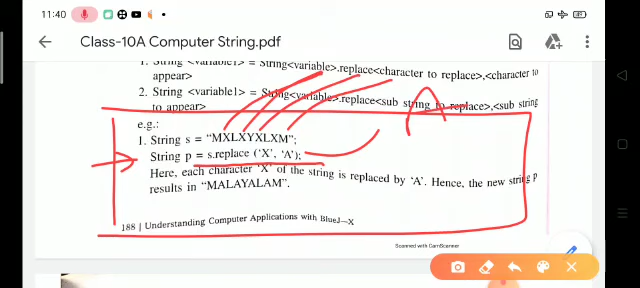 11:40
Class-10A Computer String.pdf
1. String <variable1> = String<variable>.replace<character to replace>,<character to
appear>
2. String <variable1 = String<variable>.replace<sub string to replace>,<sub string
to appear>
e.g.:
1. String s = "MXLXYXLXM";
String p = s.replace ('X', 'A');
Here, each character 'X' of the string is replaced by 'A'. Hence, the new string p
results in "MALAYALAM".
188 | Understanding Computer Applications with BlueJ—X
Scanned with CamScanner